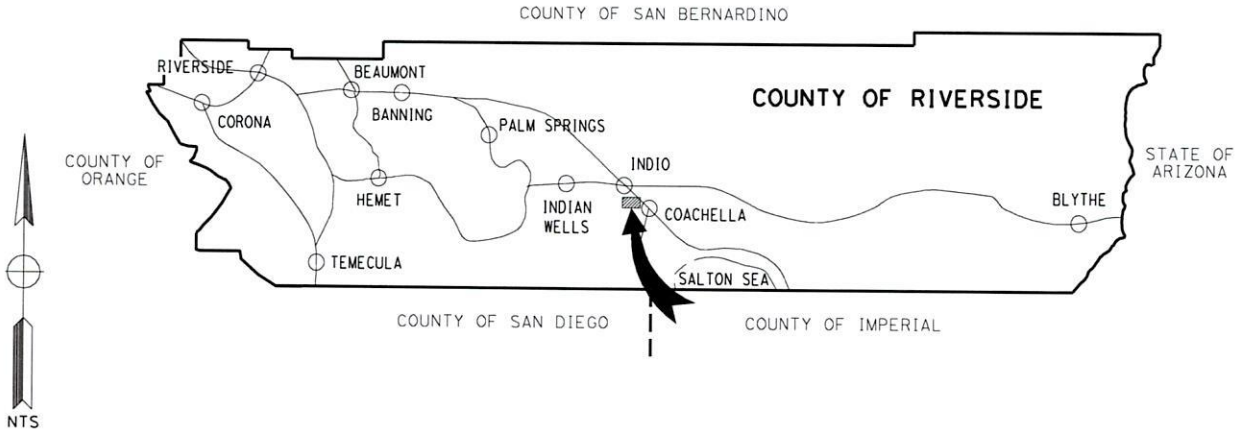 COUNTY OF SAN BERNARDINO
RIVERSIDE
BEAUMONT
COUNTY OF RIVERSIDE
CORONA
BANNING
PALM SPRINGS
COUNTY OF
ORANGE
INDIO
STATE OF
ARIZONA
HEMET
INDIAN
WELLS
COACHELLA
BLYTHE
TEMECULA
SALTON SEA
COUNTY OF SAN DIEGO
COUNTY OF IMPERIAL
NTS